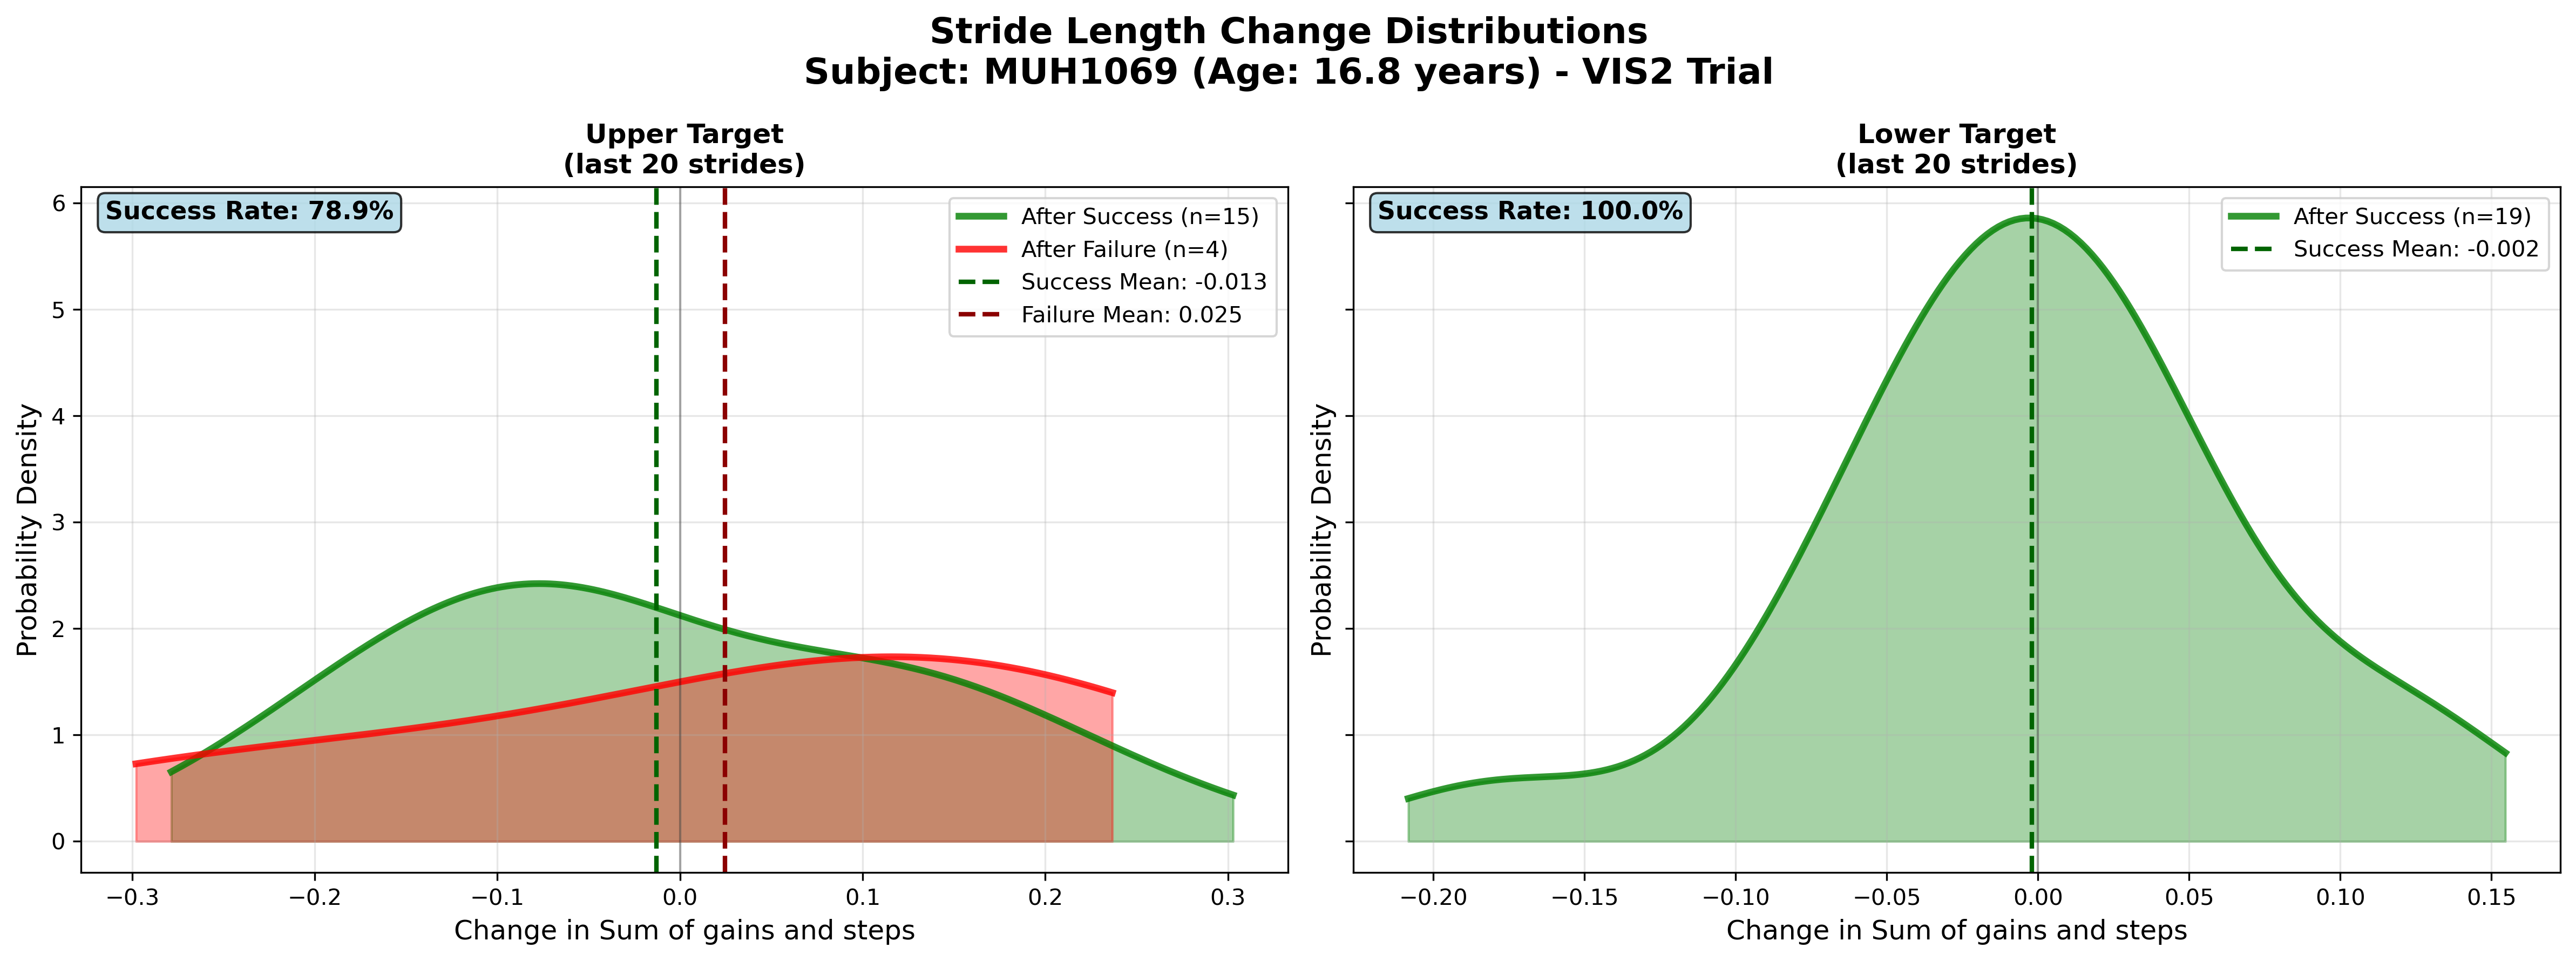 Stride Length Change Distributions
Subject: MUH1069 (Age: 16.8 years) - VIS2 Trial
Upper Target
(last 20 strides)
Success Rate: 78.9%
After Success (n=15)
After Failure (n=4)
Success Mean: -0.013
Failure Mean: 0.025
Probability Density
6
5
4
3
2
1
0
−0.3
−0.2
−0.1
0.0
0.1
0.2
0.3
Change in Sum of gains and steps
Lower Target
(last 20 strides)
Success Rate: 100.0%
After Success (n=19)
Success Mean: -0.002
Probability Density
−0.20
−0.15
−0.10
−0.05
0.00
0.05
0.10
0.15
Change in Sum of gains and steps